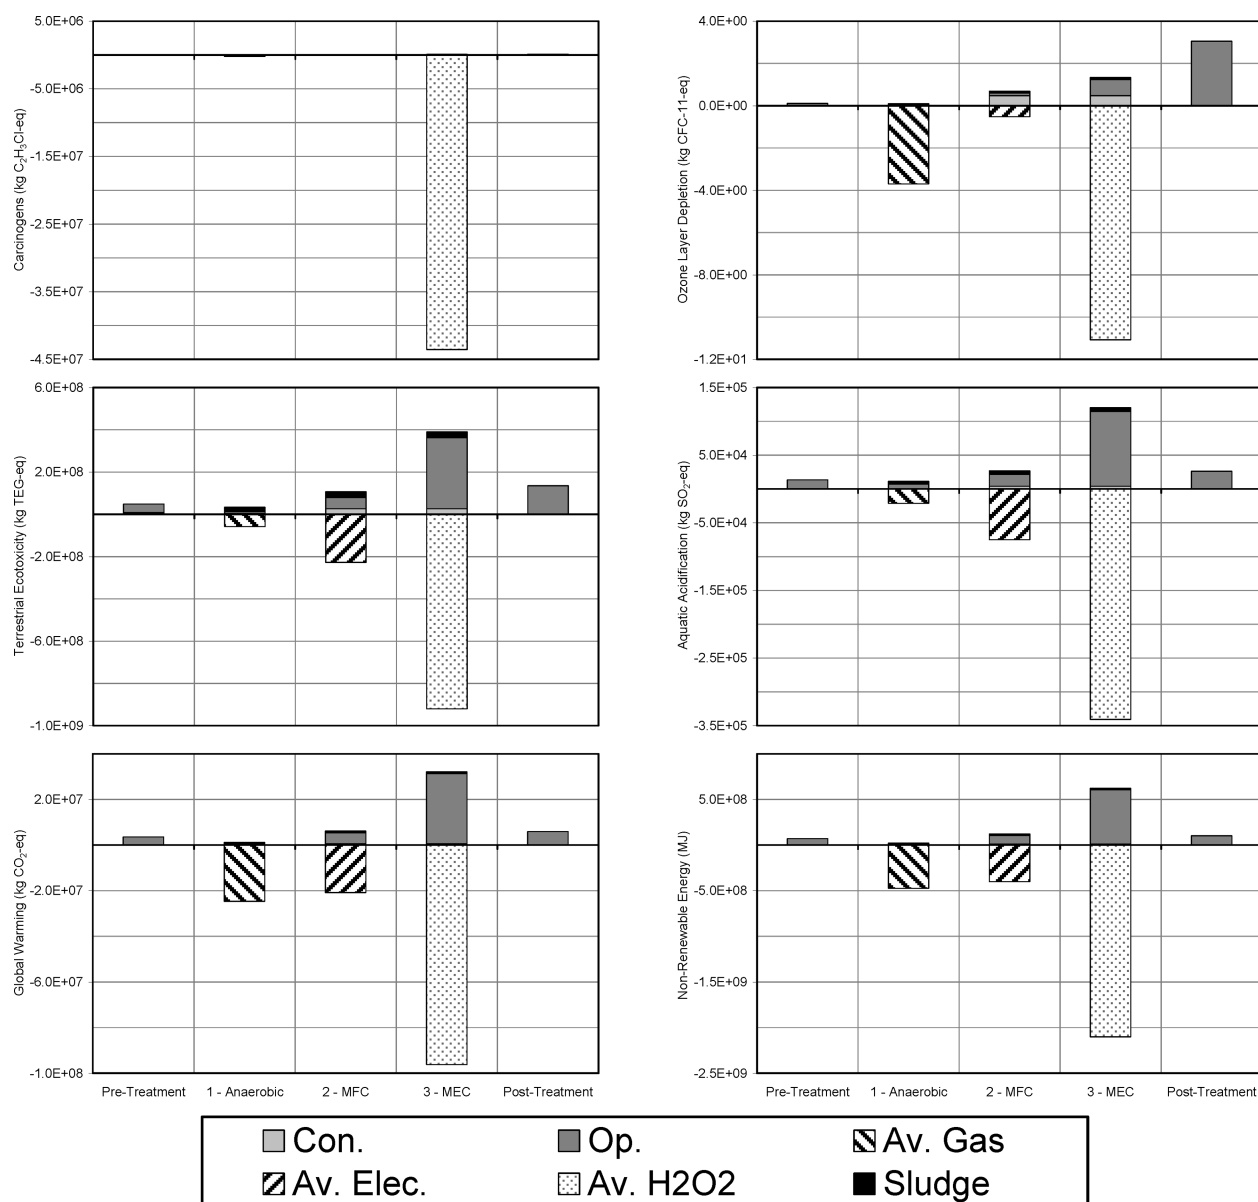 5.0E+06
-5.0E+06
-1.5E+07
-2.5E+07
-3.5E+07
-4.5E+07
Carcinogens (kg C₂H₃Cl-eq)
4.0E+00
0.0E+00
-4.0E+00
-8.0E+00
-1.2E+01
Ozone Layer Depletion (kg CFC-11-eq)
6.0E+08
2.0E+08
-2.0E+08
-6.0E+08
-1.0E+09
Terrestrial Ecotoxicity (kg TEG-eq)
1.5E+05
5.0E+04
-5.0E+04
-1.5E+05
-2.5E+05
-3.5E+05
Aquatic Acidification (kg SO₂-eq)
2.0E+07
-2.0E+07
-6.0E+07
-1.0E+08
Global Warming (kg CO₂-eq)
Pre-Treatment
1 - Anaerobic
2 - MFC
3 - MEC
Post-Treatment
5.0E+08
-5.0E+08
-1.5E+09
-2.5E+09
Non-Renewable Energy (MJ)
Pre-Treatment
1 - Anaerobic
2 - MFC
3 - MEC
Post-Treatment
Con.
Op.
Av. Gas
Av. Elec.
Av. H2O2
Sludge